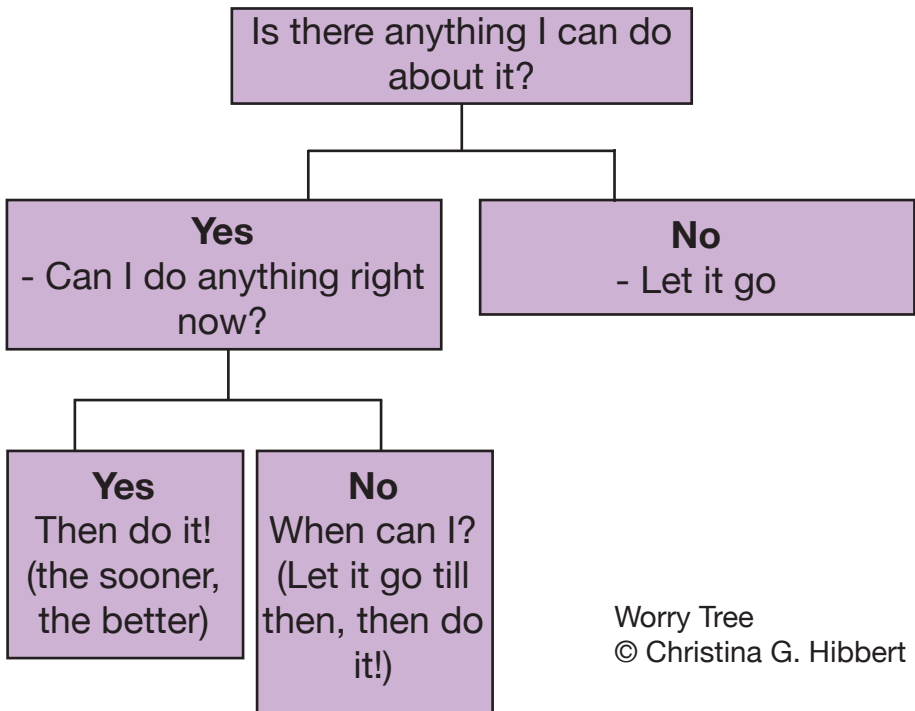 Is there anything I can do
about it?
Yes
- Can I do anything right
now?
No
- Let it go
Yes
Then do it!
(the sooner,
the better)
No
When can I?
(Let it go till
then, then do
it!)
Worry Tree
© Christina G. Hibbert